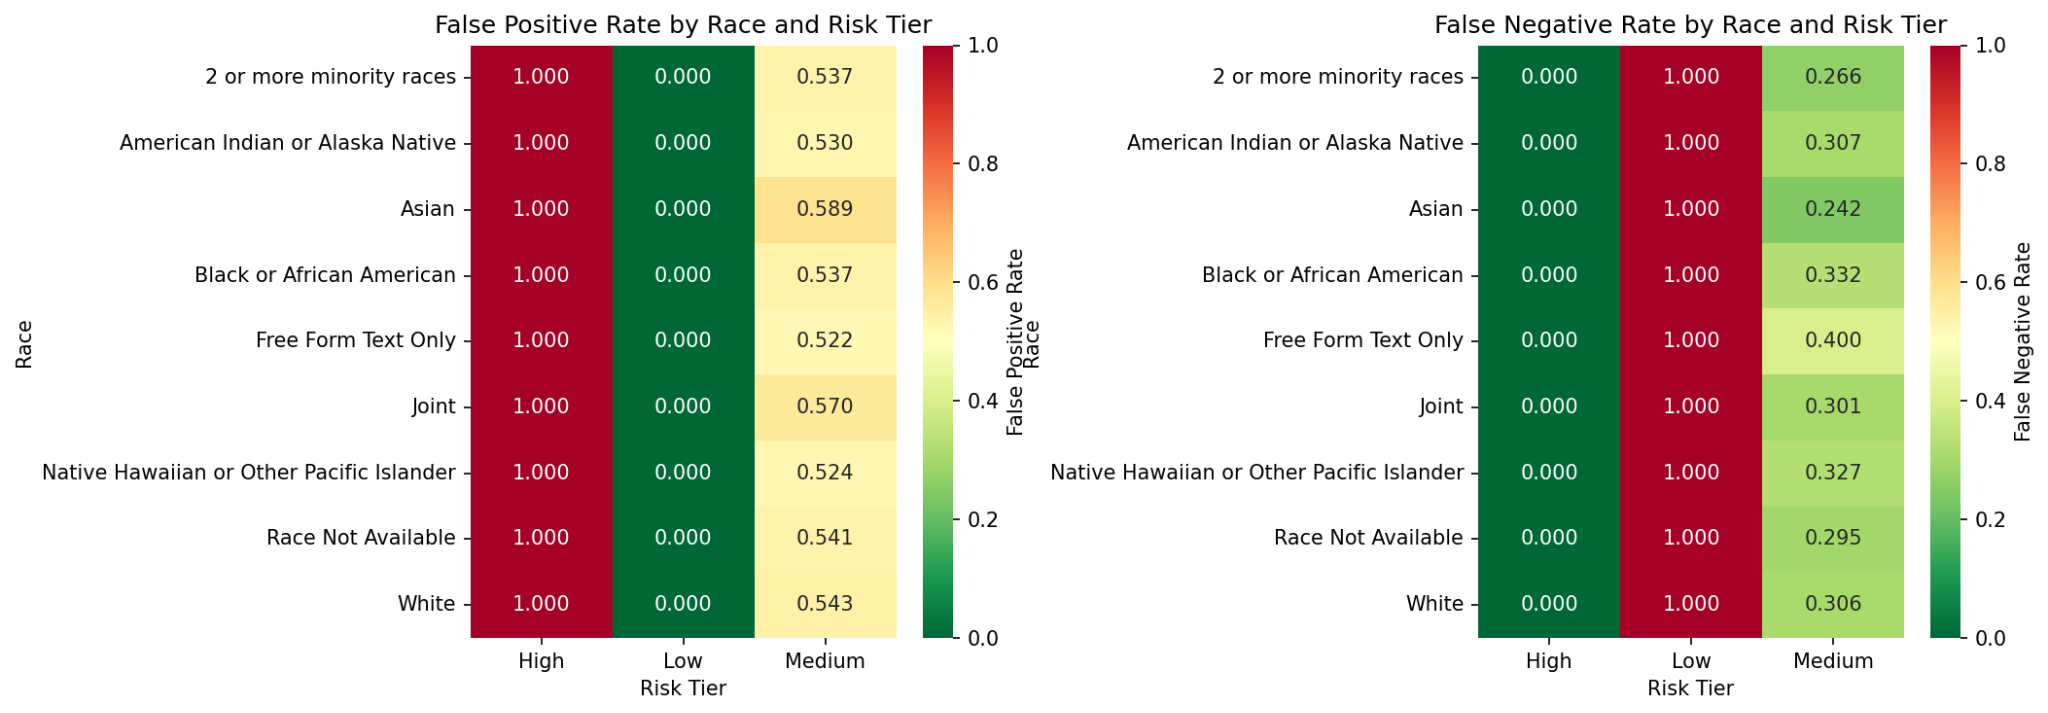 False Positive Rate by Race and Risk Tier
Race
2 or more minority races 1.000 0.000 0.537
American Indian or Alaska Native 1.000 0.000 0.530
Asian 1.000 0.000 0.589
Black or African American 1.000 0.000 0.537
Free Form Text Only 1.000 0.000 0.522
Joint 1.000 0.000 0.570
Native Hawaiian or Other Pacific Islander 1.000 0.000 0.524
Race Not Available 1.000 0.000 0.541
White 1.000 0.000 0.543
High Low Medium
Risk Tier
1.0
0.8
0.6
0.4
0.2
0.0
False Positive Rate
False Negative Rate by Race and Risk Tier
Race
2 or more minority races 0.000 1.000 0.266
American Indian or Alaska Native 0.000 1.000 0.307
Asian 0.000 1.000 0.242
Black or African American 0.000 1.000 0.332
Free Form Text Only 0.000 1.000 0.400
Joint 0.000 1.000 0.301
Native Hawaiian or Other Pacific Islander 0.000 1.000 0.327
Race Not Available 0.000 1.000 0.295
White 0.000 1.000 0.306
High Low Medium
Risk Tier
1.0
0.8
0.6
0.4
0.2
0.0
False Negative Rate